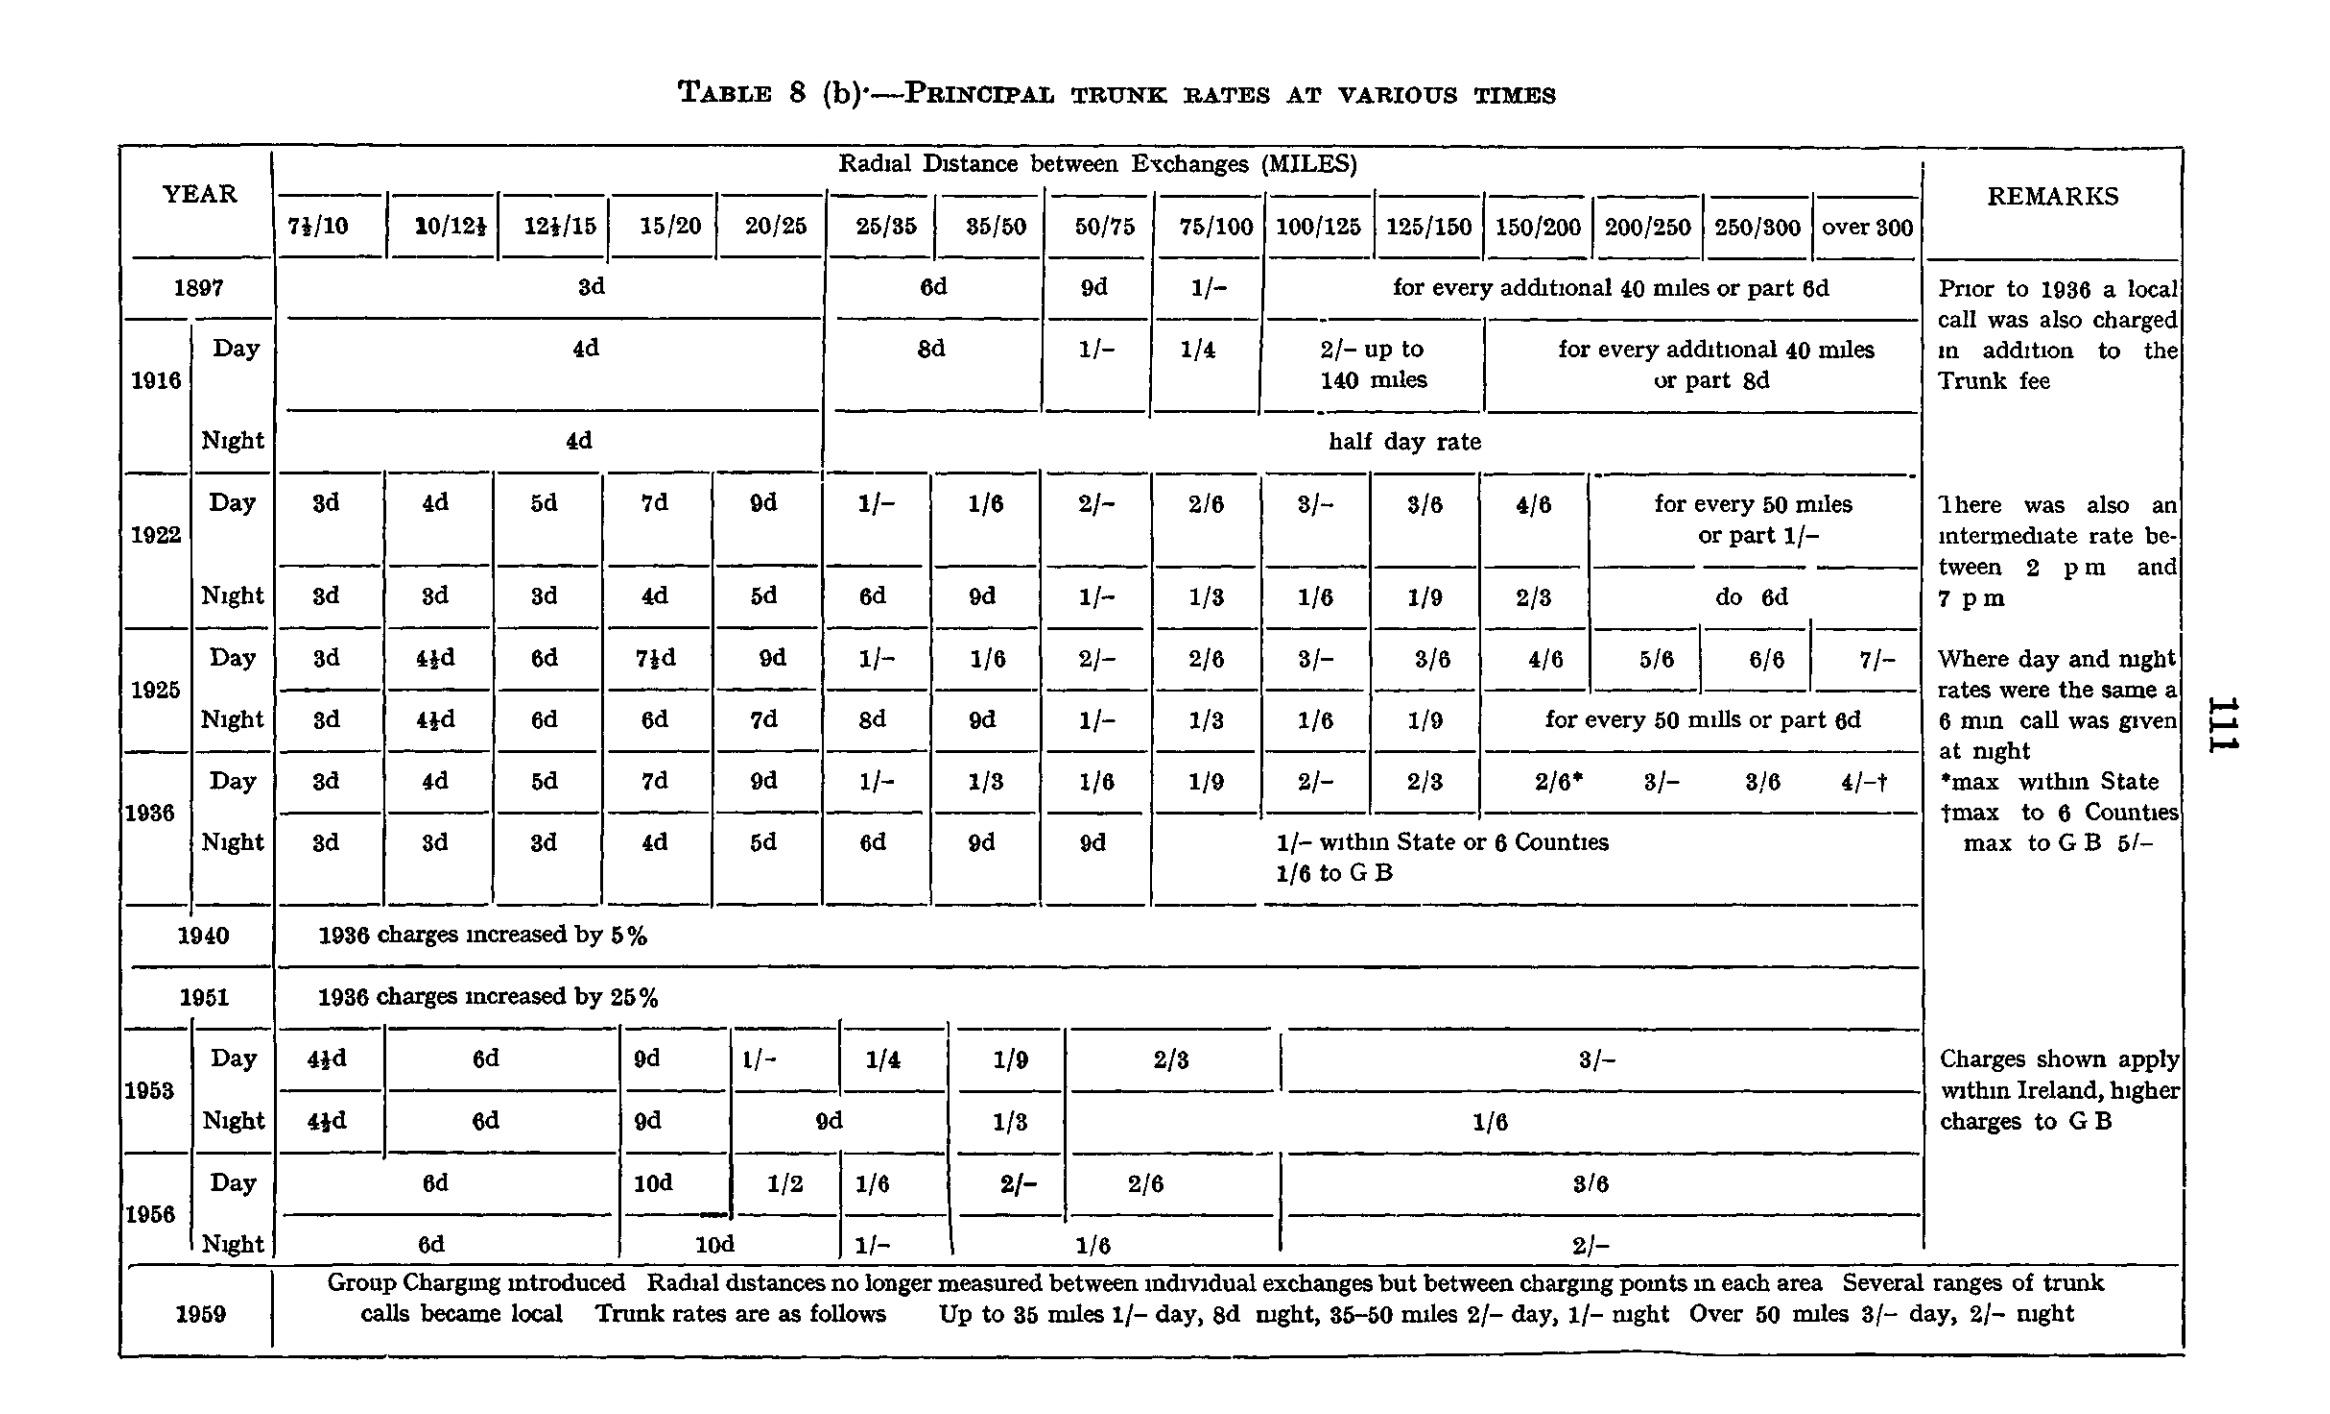 TABLE 8 (b)·—PRINCIPAL TRUNK RATES AT VARIOUS TIMES
YEAR
Radial Distance between Exchanges (MILES)
REMARKS
7½/10 10/12½ 12½/15 15/20 20/25 25/35 35/50 50/75 75/100 100/125 125/150 150/200 200/250 250/300 over 300
1897 3d 6d 9d 1/- for every additional 40 miles or part 6d
Prior to 1936 a local
call was also charged
in addition to the
Trunk fee
1916
Day 4d 8d 1/- 1/4 2/- up to
140 miles
for every additional 40 miles
or part 8d
Night 4d half day rate
1922
Day 3d 4d 5d 7d 9d 1/- 1/6 2/- 2/6 3/- 3/6 4/6 for every 50 miles
or part 1/-
Night 3d 3d 3d 4d 5d 6d 9d 1/- 1/3 1/6 1/9 2/3 do 6d
There was also an
intermediate rate be-
tween 2 p m and
7 p m
1925
Day 3d 4½d 6d 7½d 9d 1/- 1/6 2/- 2/6 3/- 3/6 4/6 5/6 6/6 7/-
Night 3d 4½d 6d 6d 7d 8d 9d 1/- 1/3 1/6 1/9 for every 50 mills or part 6d
Where day and night
rates were the same a
6 min call was given
at night
1936
Day 3d 4d 5d 7d 9d 1/- 1/3 1/6 1/9 2/- 2/3 2/6* 3/- 3/6 4/-†
Night 3d 3d 3d 4d 5d 6d 9d 9d 1/- within State or 6 Counties
1/6 to G B
*max within State
†max to 6 Counties
max to G B 5/-
1940 1936 charges increased by 5%
1951 1936 charges increased by 25%
1953
Day 4½d 6d 9d 1/- 1/4 1/9 2/3 3/-
Night 4½d 6d 9d 9d 1/3 1/6
Charges shown apply
within Ireland, higher
charges to G B
1956
Day 6d 10d 1/2 1/6 2/- 2/6 3/6
Night 6d 10d 1/- 1/6 2/-
1959
Group Charging introduced Radial distances no longer measured between individual exchanges but between charging points in each area Several ranges of trunk
calls became local Trunk rates are as follows Up to 35 miles 1/- day, 8d night, 35–50 miles 2/- day, 1/- night Over 50 miles 3/- day, 2/- night
111